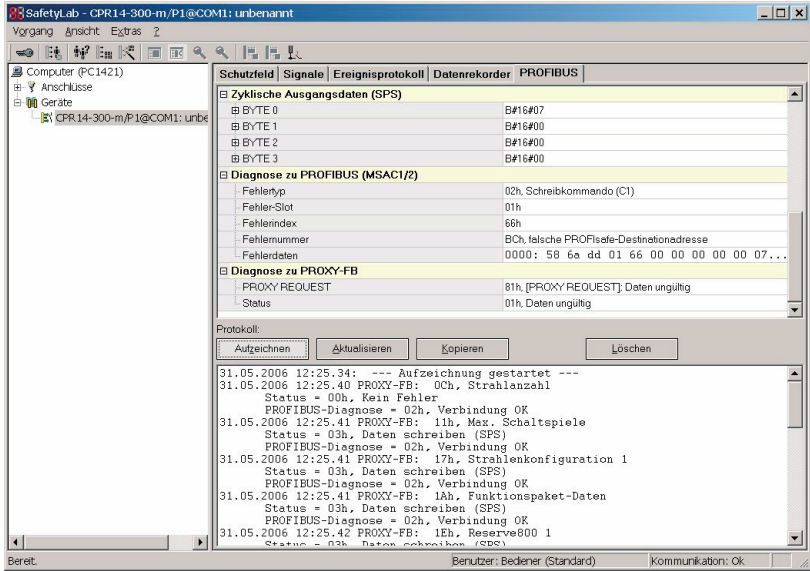 SafetyLab - CPR14-300-m/P1@COM1: unbenannt
Vorgang Ansicht Extras ?
Computer (PC1421)
Anschlüsse
Geräte
CPR14-300-m/P1@COM1: unbe
Schutzfeld Signale Ereignisprotokoll Datenrekorder PROFIBUS
Zyklische Ausgangsdaten (SPS)
BYTE 0 B#16#07
BYTE 1 B#16#00
BYTE 2 B#16#00
BYTE 3 B#16#00
Diagnose zu PROFIBUS (MSAC1/2)
Fehlertyp 02h, Schreibkommando (C1)
Fehler-Slot 01h
Fehlerindex 66h
Fehlernummer BCh, falsche PROFIsafe-Destinationadresse
Fehlerdaten 0000: 58 6a dd 01 66 00 00 00 00 00 07...
Diagnose zu PROXY-FB
PROXY REQUEST 81h, [PROXY REQUEST]; Daten ungültig
Status 01h, Daten ungültig
Protokoll:
Aufzeichnen Aktualisieren Kopieren Löschen
31.05.2006 12:25.34: --- Aufzeichnung gestartet ---
31.05.2006 12:25.40 PROXY-FB: 0Ch, Strahlanzahl
Status = 00h, Kein Fehler
PROFIBUS-Diagnose = 02h, Verbindung OK
31.05.2006 12:25.41 PROXY-FB: 11h, Max. Schaltspiele
Status = 03h, Daten schreiben (SPS)
PROFIBUS-Diagnose = 02h, Verbindung OK
31.05.2006 12:25.41 PROXY-FB: 17h, Strahlenkonfiguration 1
Status = 03h, Daten schreiben (SPS)
PROFIBUS-Diagnose = 02h, Verbindung OK
31.05.2006 12:25.41 PROXY-FB: 1Ah, Funktionspaket-Daten
Status = 03h, Daten schreiben (SPS)
PROFIBUS-Diagnose = 02h, Verbindung OK
31.05.2006 12:25.42 PROXY-FB: 1Eh, Reserve800 1
Status = 03h, Daten schreiben (SPS)
Bereit. Benutzer: Bediener (Standard) Kommunikation: Ok